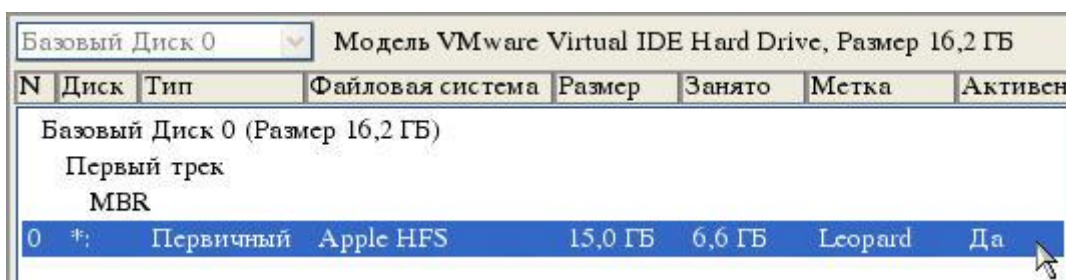 Базовый Диск 0 Модель VMware Virtual IDE Hard Drive, Размер 16,2 ГБ
N Диск Тип Файловая система Размер Занято Метка Активен
Базовый Диск 0 (Размер 16,2 ГБ)
Первый трек
MBR
0 *: Первичный Apple HFS 15,0 ГБ 6,6 ГБ Leopard Да